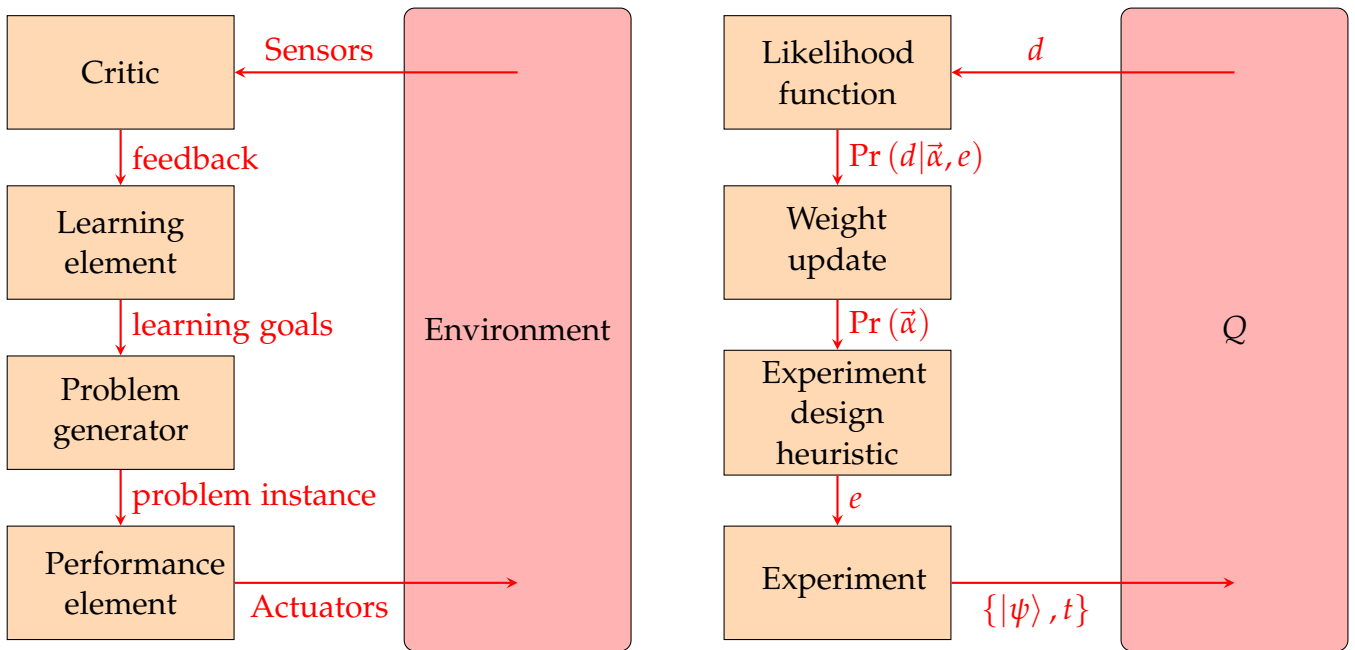 Critic
Sensors
feedback
Learning
element
learning goals
Environment
Problem
generator
problem instance
Performance
element
Actuators
Likelihood
function
d
Pr (d|α⃗, e)
Weight
update
Pr (α⃗)
Q
Experiment
design
heuristic
e
Experiment
{|ψ⟩ , t}